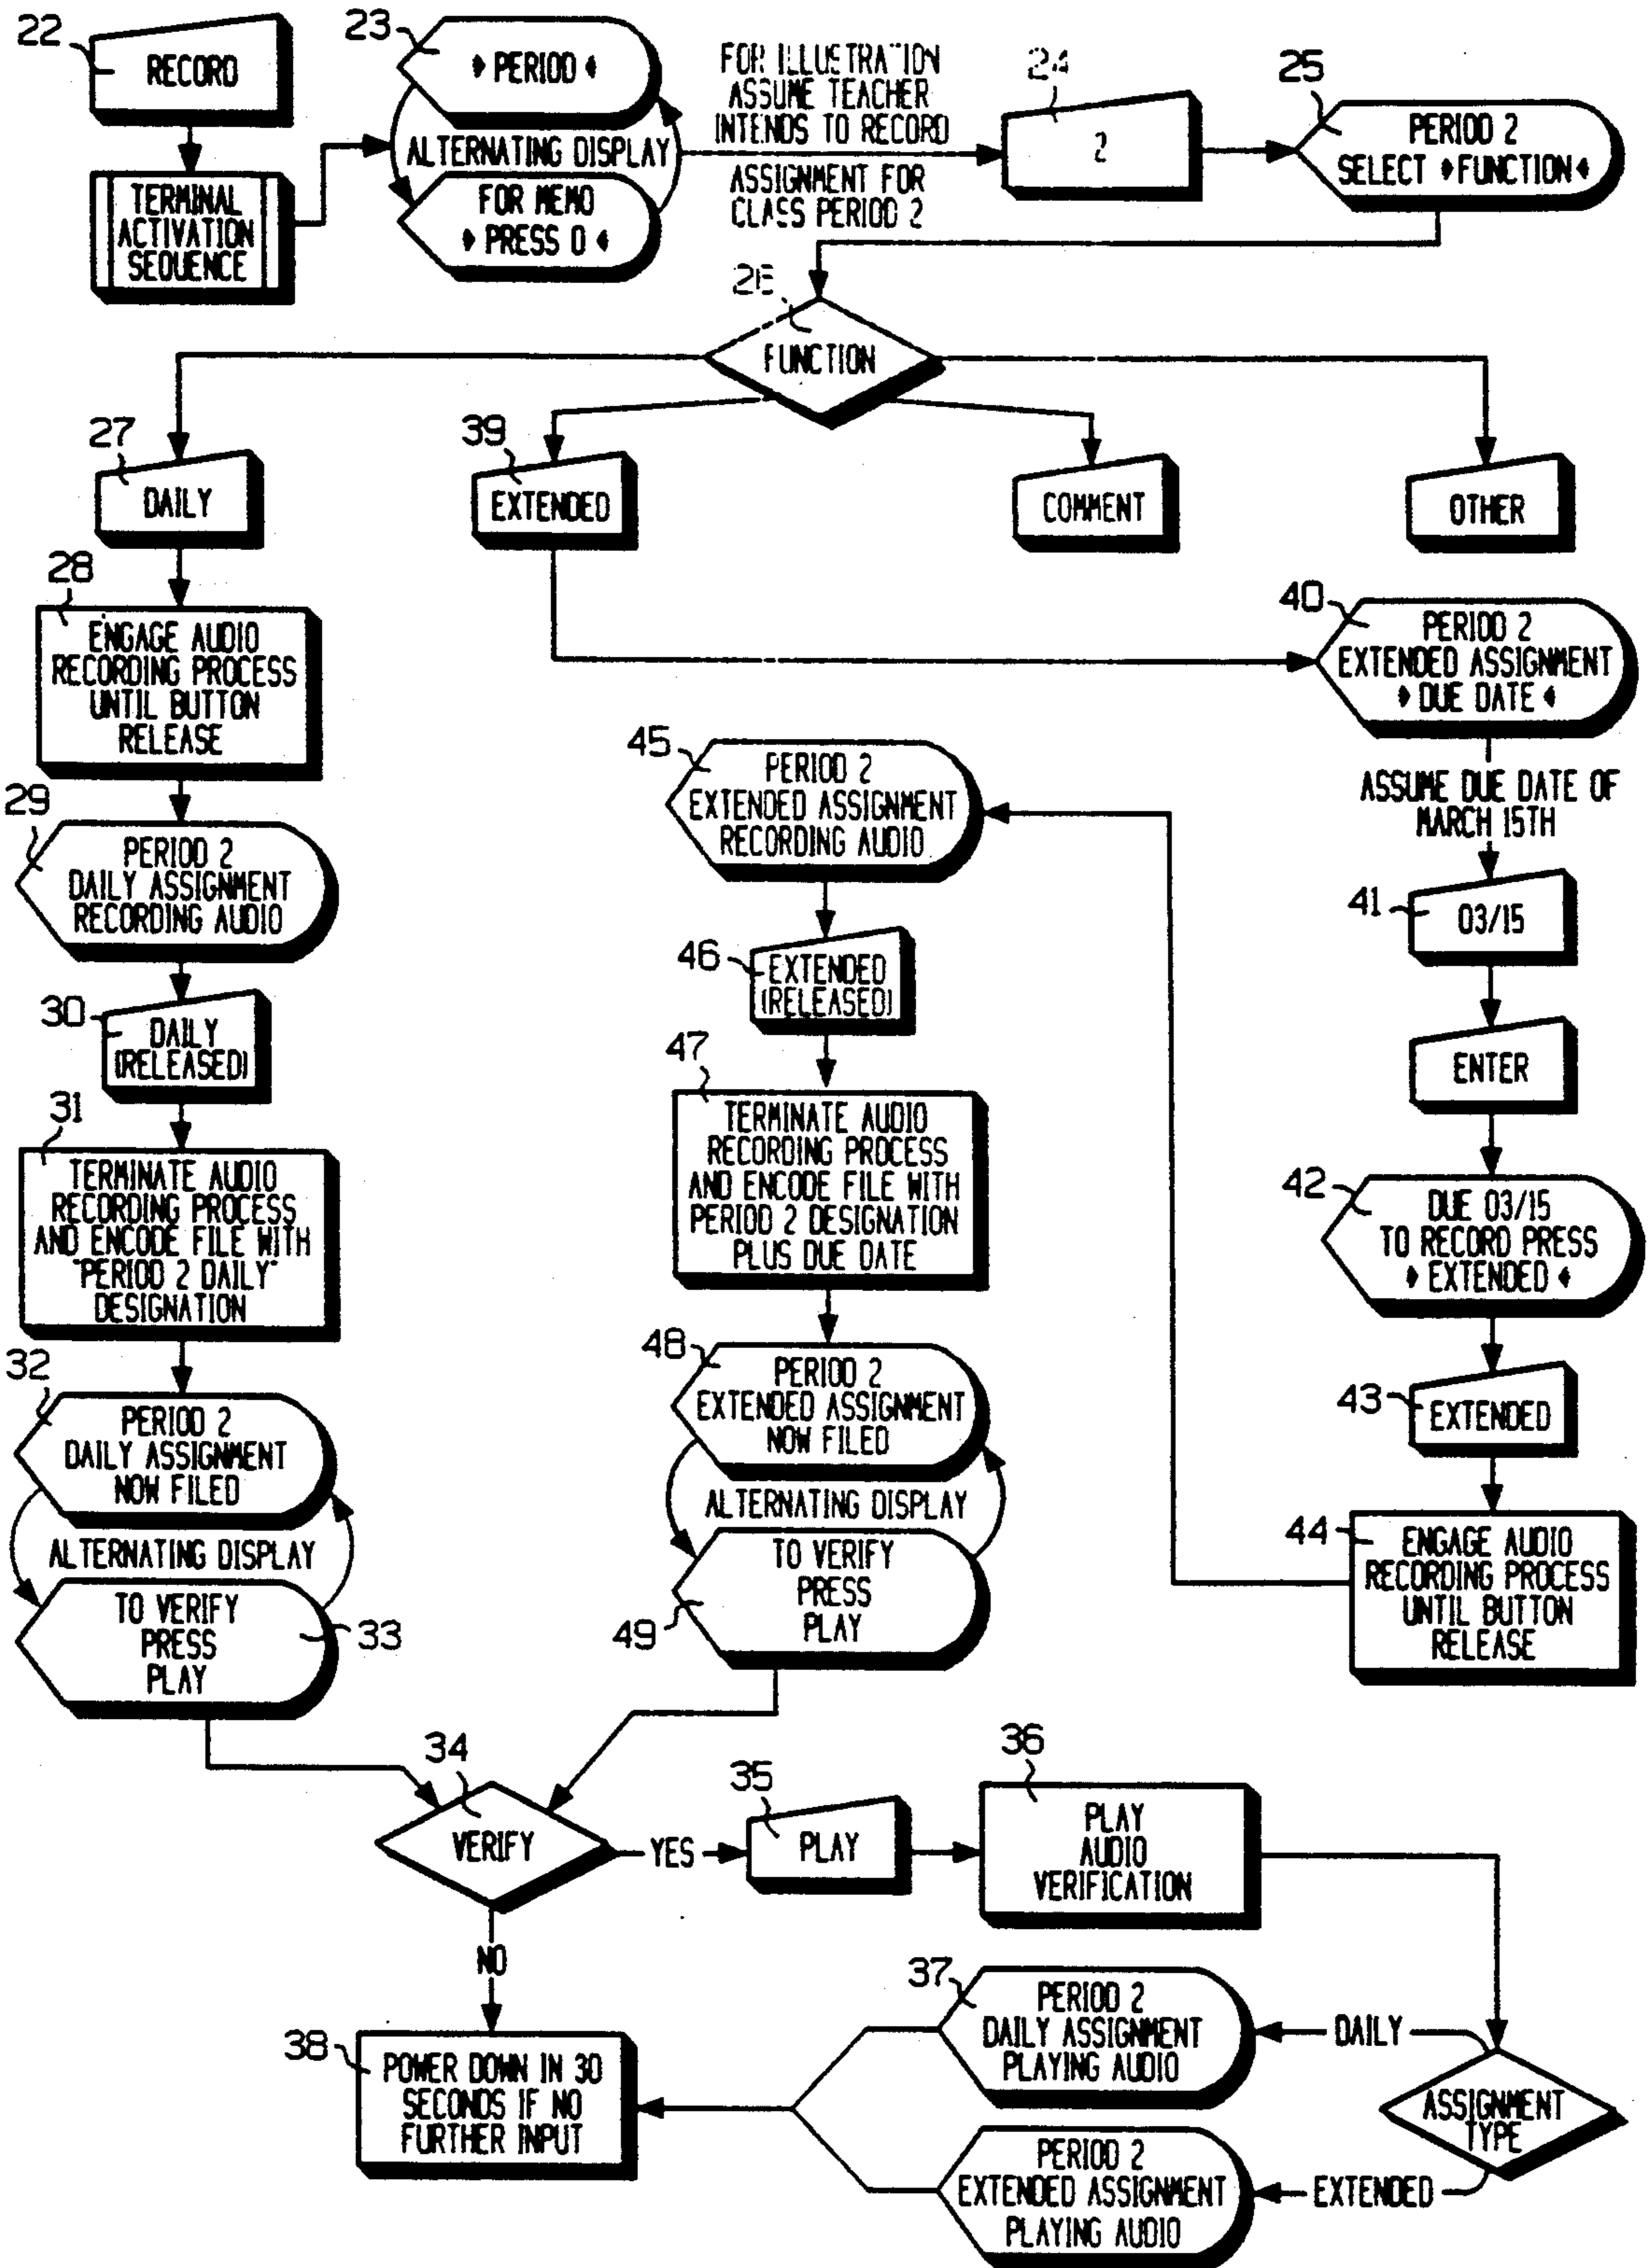 22
RECORD
TERMINAL
ACTIVATION
SEQUENCE
23
PERIOD
ALTERNATING DISPLAY
FOR MEMO
PRESS 0
FOR ILLUSTRATION
ASSUME TEACHER
INTENDS TO RECORD
ASSIGNMENT FOR
CLASS PERIOD 2
24
2
25
PERIOD 2
SELECT FUNCTION
26
FUNCTION
27
DAILY
39
EXTENDED
COMMENT
OTHER
28
ENGAGE AUDIO
RECORDING PROCESS
UNTIL BUTTON
RELEASE
29
PERIOD 2
DAILY ASSIGNMENT
RECORDING AUDIO
30
DAILY
(RELEASED)
31
TERMINATE AUDIO
RECORDING PROCESS
AND ENCODE FILE WITH
"PERIOD 2 DAILY"
DESIGNATION
32
PERIOD 2
DAILY ASSIGNMENT
NOW FILED
ALTERNATING DISPLAY
TO VERIFY
PRESS
PLAY
33
40
PERIOD 2
EXTENDED ASSIGNMENT
DUE DATE
ASSUME DUE DATE OF
MARCH 15TH
41
03/15
ENTER
42
DUE 03/15
TO RECORD PRESS
EXTENDED
43
EXTENDED
44
ENGAGE AUDIO
RECORDING PROCESS
UNTIL BUTTON
RELEASE
45
PERIOD 2
EXTENDED ASSIGNMENT
RECORDING AUDIO
46
EXTENDED
(RELEASED)
47
TERMINATE AUDIO
RECORDING PROCESS
AND ENCODE FILE WITH
PERIOD 2 DESIGNATION
PLUS DUE DATE
48
PERIOD 2
EXTENDED ASSIGNMENT
NOW FILED
ALTERNATING DISPLAY
TO VERIFY
PRESS
PLAY
49
34
VERIFY
YES
35
PLAY
36
PLAY
AUDIO
VERIFICATION
NO
38
POWER DOWN IN 30
SECONDS IF NO
FURTHER INPUT
37
PERIOD 2
DAILY ASSIGNMENT
PLAYING AUDIO
DAILY
ASSIGNMENT
TYPE
EXTENDED
PERIOD 2
EXTENDED ASSIGNMENT
PLAYING AUDIO